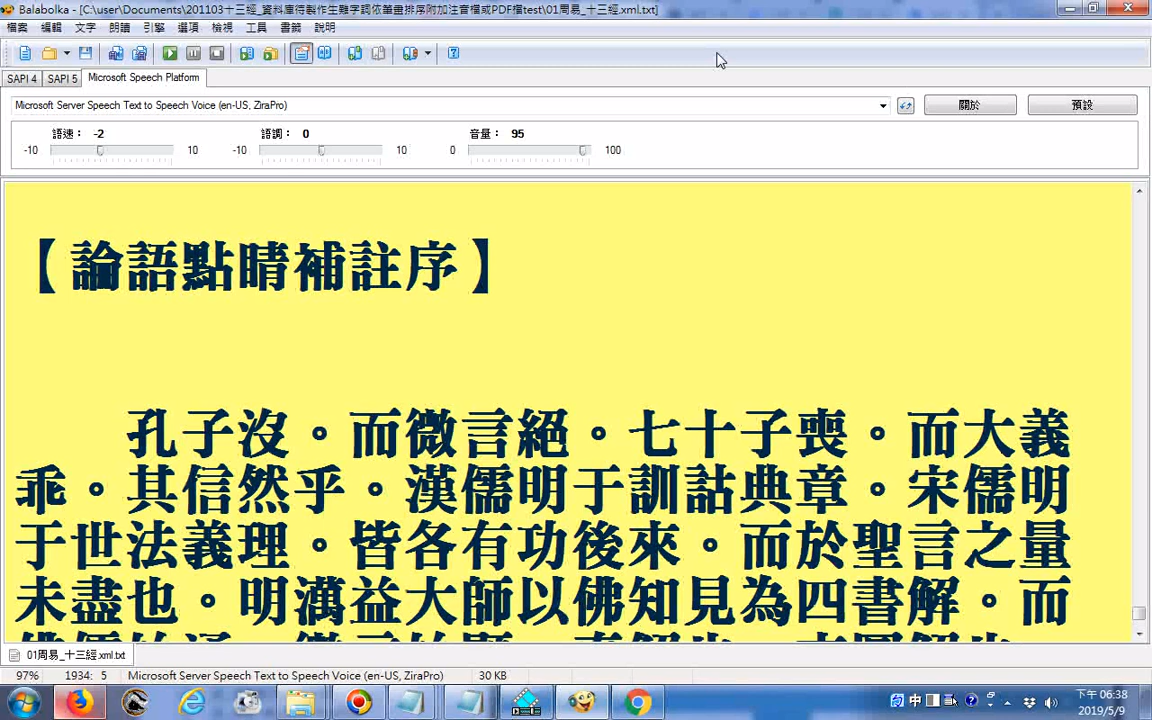 Balabolka - [C:\user\Documents\201103十三經_資料庫待製作生難字詞依筆畫排序附加注音檔或PDF檔test\01周易_十三經.xml.txt]
檔案 編輯 文字 朗讀 引擎 選項 檢視 工具 書籤 說明
SAPI 4 SAPI 5 Microsoft Speech Platform
Microsoft Server Speech Text to Speech Voice (en-US, ZiraPro) 關於 預設
語速： -2 語調： 0 音量： 95
-10 10 -10 10 0 100
【論語點睛補註序】
孔子沒。而微言絕。七十子喪。而大義
乖。其信然乎。漢儒明于訓詁典章。宋儒明
于世法義理。皆各有功後來。而於聖言之量
未盡也。明澫益大師以佛知見為四書解。而
01周易_十三經.xml.txt
97% 1934: 5 Microsoft Server Speech Text to Speech Voice (en-US, ZiraPro) 30 KB
中 下午 06:38
2019/5/9